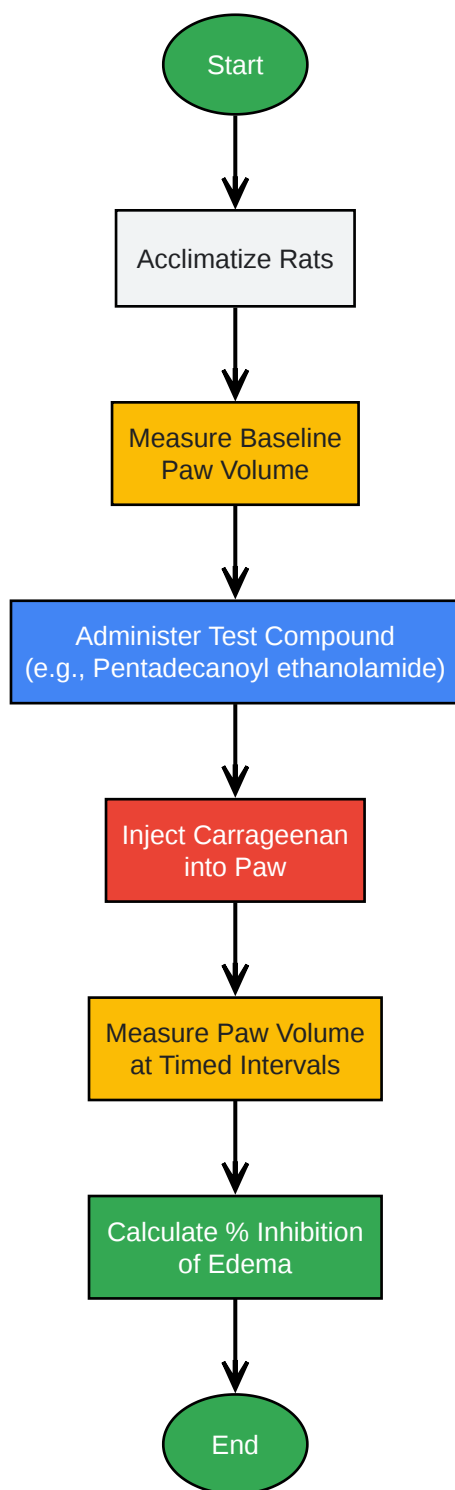 Start
Acclimatize Rats
Measure Baseline
Paw Volume
Administer Test Compound
(e.g., Pentadecanoyl ethanolamide)
Inject Carrageenan
into Paw
Measure Paw Volume
at Timed Intervals
Calculate % Inhibition
of Edema
End